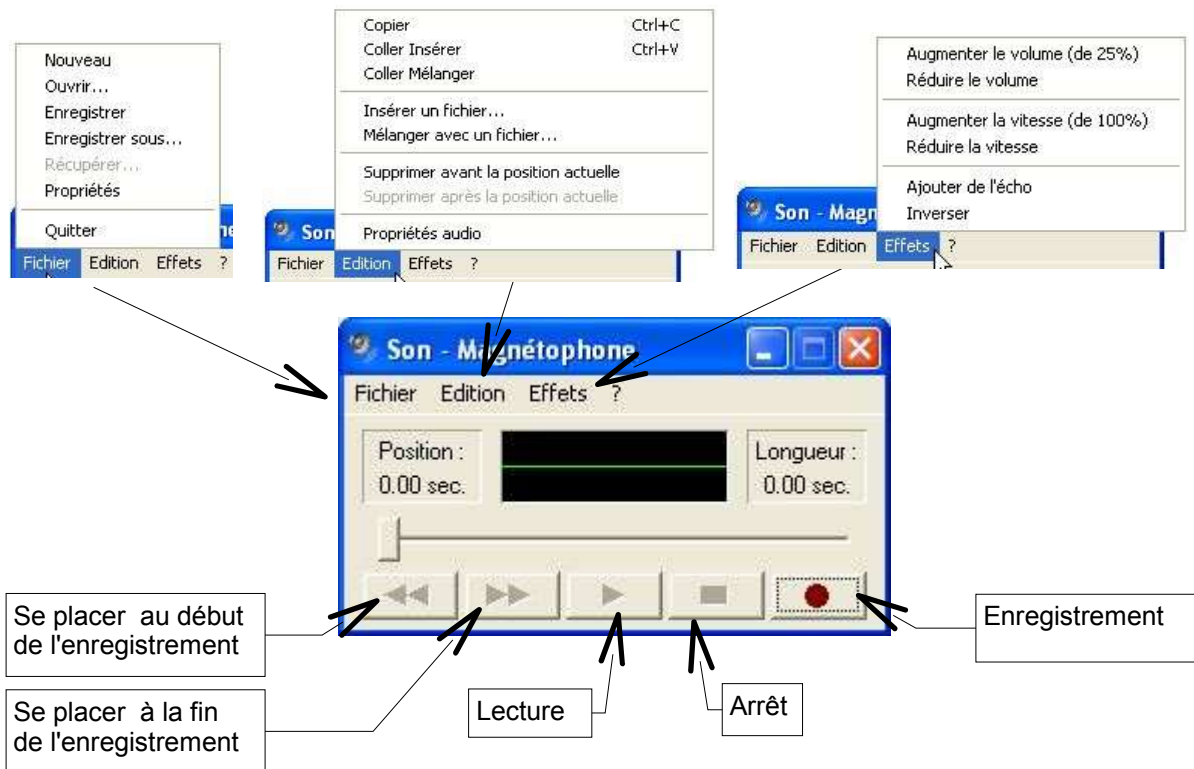 Nouveau
Ouvrir...
Enregistrer
Enregistrer sous...
Récupérer...
Propriétés
Quitter
Fichier Edition Effets ?
Copier Ctrl+C
Coller Insérer Ctrl+V
Coller Mélanger
Insérer un fichier...
Mélanger avec un fichier...
Supprimer avant la position actuelle
Supprimer après la position actuelle
Propriétés audio
Son
Fichier Edition Effets ?
Augmenter le volume (de 25%)
Réduire le volume
Augmenter la vitesse (de 100%)
Réduire la vitesse
Ajouter de l'écho
Inverser
Son - Magn
Fichier Edition Effets ?
Son - Magnétophone
Fichier Edition Effets ?
Position :
0.00 sec.
Longueur :
0.00 sec.
Se placer au début
de l'enregistrement
Se placer à la fin
de l'enregistrement
Lecture
Arrêt
Enregistrement